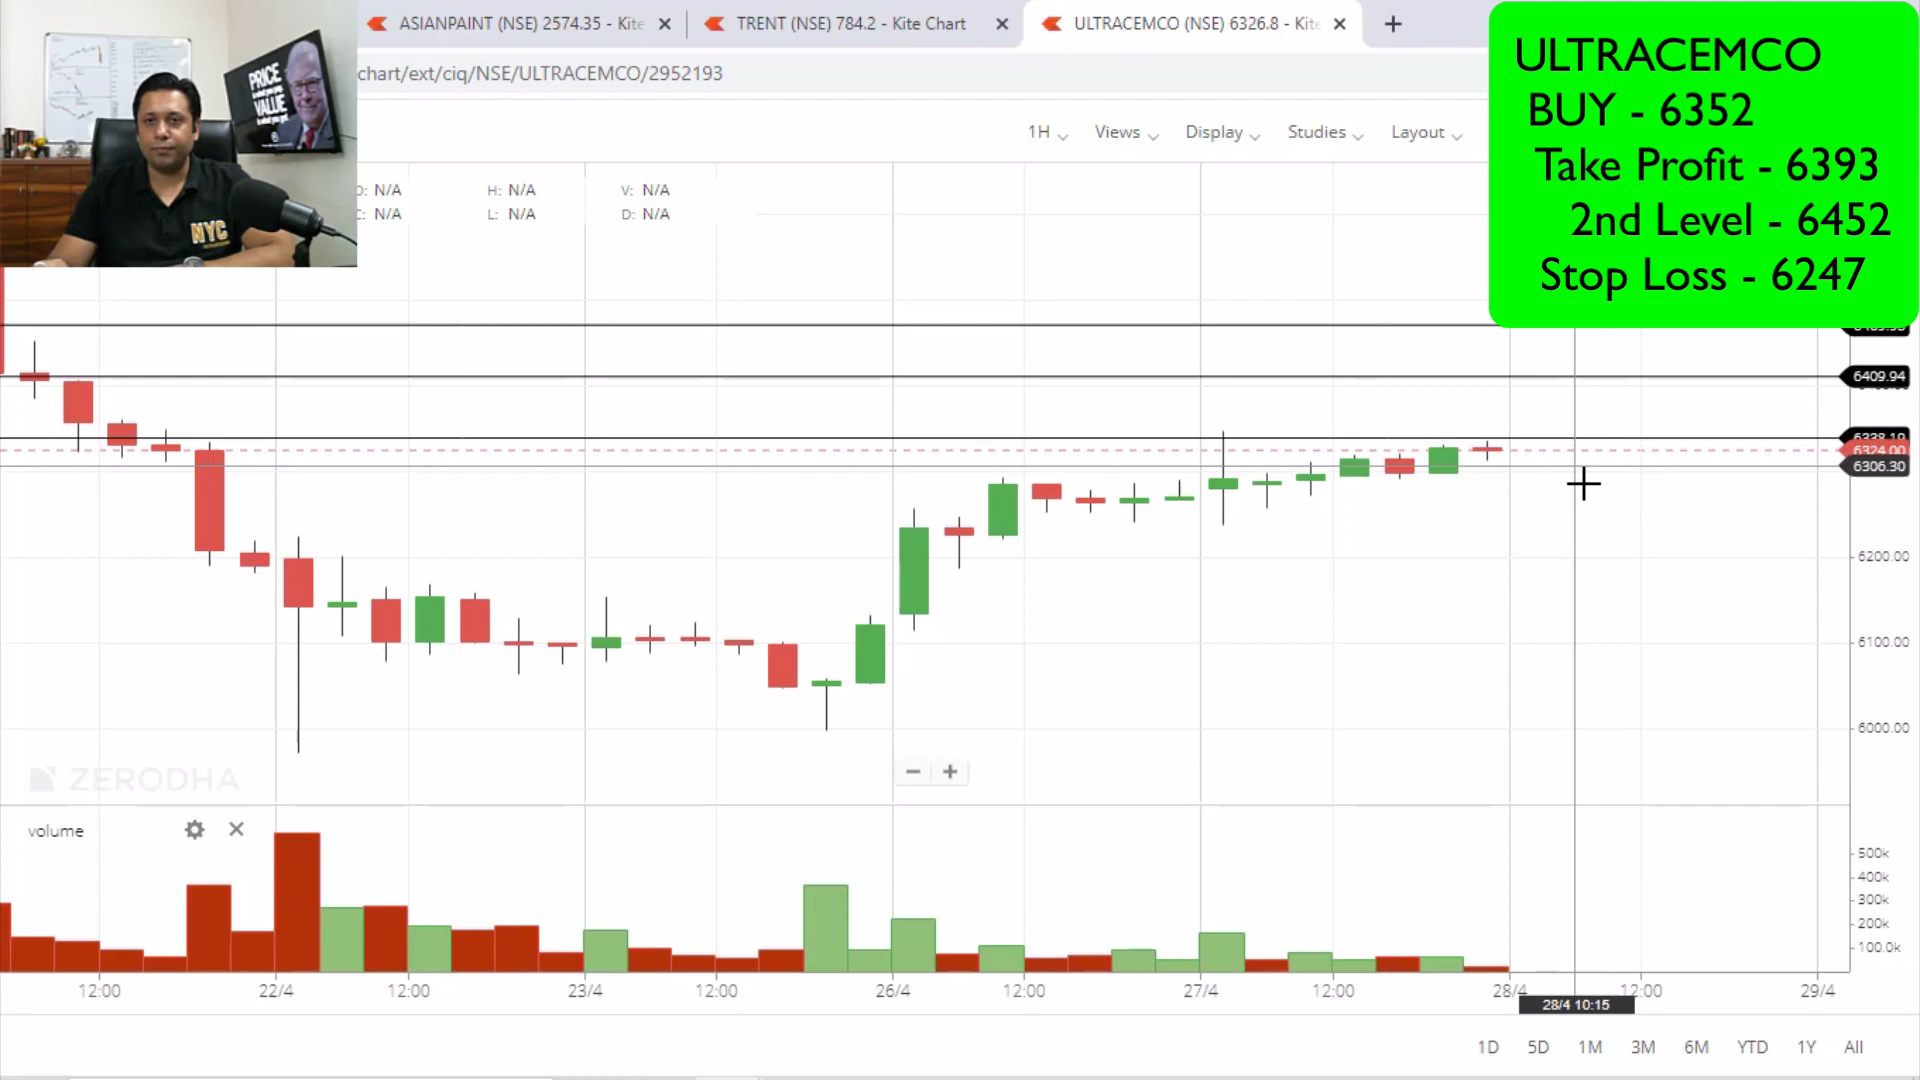 ASIANPAINT (NSE) 2574.35 - Kite
TRENT (NSE) 784.2 - Kite Chart
ULTRACEMCO (NSE) 6326.8 - Kite
chart/ext/ciq/NSE/ULTRACEMCO/2952193
ULTRACEMCO
BUY - 6352
Take Profit - 6393
2nd Level - 6452
Stop Loss - 6247
PRICE
VALUE
NYC
1H
Views
Display
Studies
Layout
N/A
H: N/A
V: N/A
N/A
L: N/A
D: N/A
6409.94
6338.19
6324.00
6306.30
6200.00
6100.00
6000.00
ZERODHA
volume
500k
400k
300k
200k
100.0k
12:00
22/4
12:00
23/4
12:00
26/4
12:00
27/4
12:00
28/4
12:00
29/4
28/4 10:15
1D
5D
1M
3M
6M
YTD
1Y
All